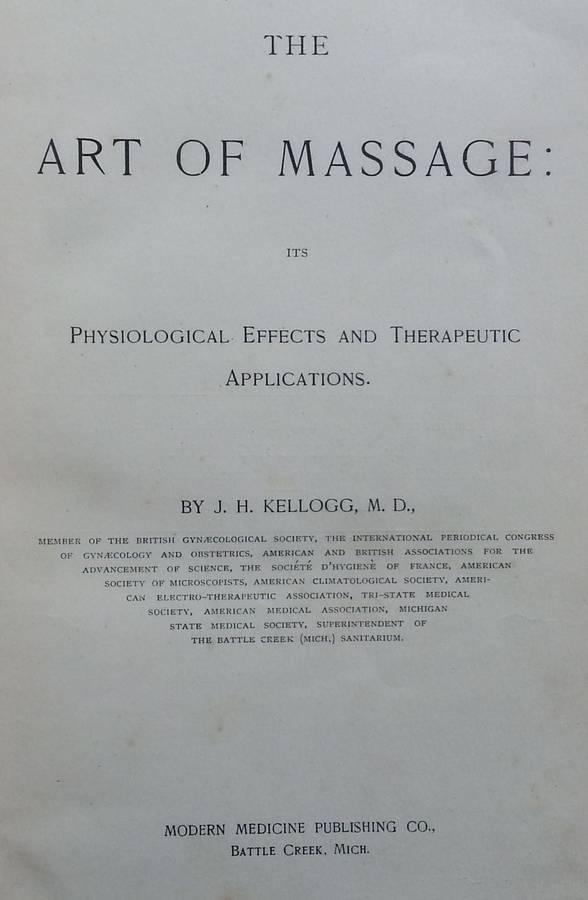 THE
ART OF MASSAGE:
ITS
PHYSIOLOGICAL EFFECTS AND THERAPEUTIC
APPLICATIONS.
BY J. H. KELLOGG, M. D.,
MEMBER OF THE BRITISH GYNÆCOLOGICAL SOCIETY, THE INTERNATIONAL PERIODICAL CONGRESS
OF GYNÆCOLOGY AND OBSTETRICS, AMERICAN AND BRITISH ASSOCIATIONS FOR THE
ADVANCEMENT OF SCIENCE, THE SOCIÉTÉ D'HYGIENÈ OF FRANCE, AMERICAN
SOCIETY OF MICROSCOPISTS, AMERICAN CLIMATOLOGICAL SOCIETY, AMERI-
CAN ELECTRO-THERAPEUTIC ASSOCIATION, TRI-STATE MEDICAL
SOCIETY, AMERICAN MEDICAL ASSOCIATION, MICHIGAN
STATE MEDICAL SOCIETY, SUPERINTENDENT OF
THE BATTLE CREEK (MICH.) SANITARIUM.
MODERN MEDICINE PUBLISHING CO.,
BATTLE CREEK, MICH.